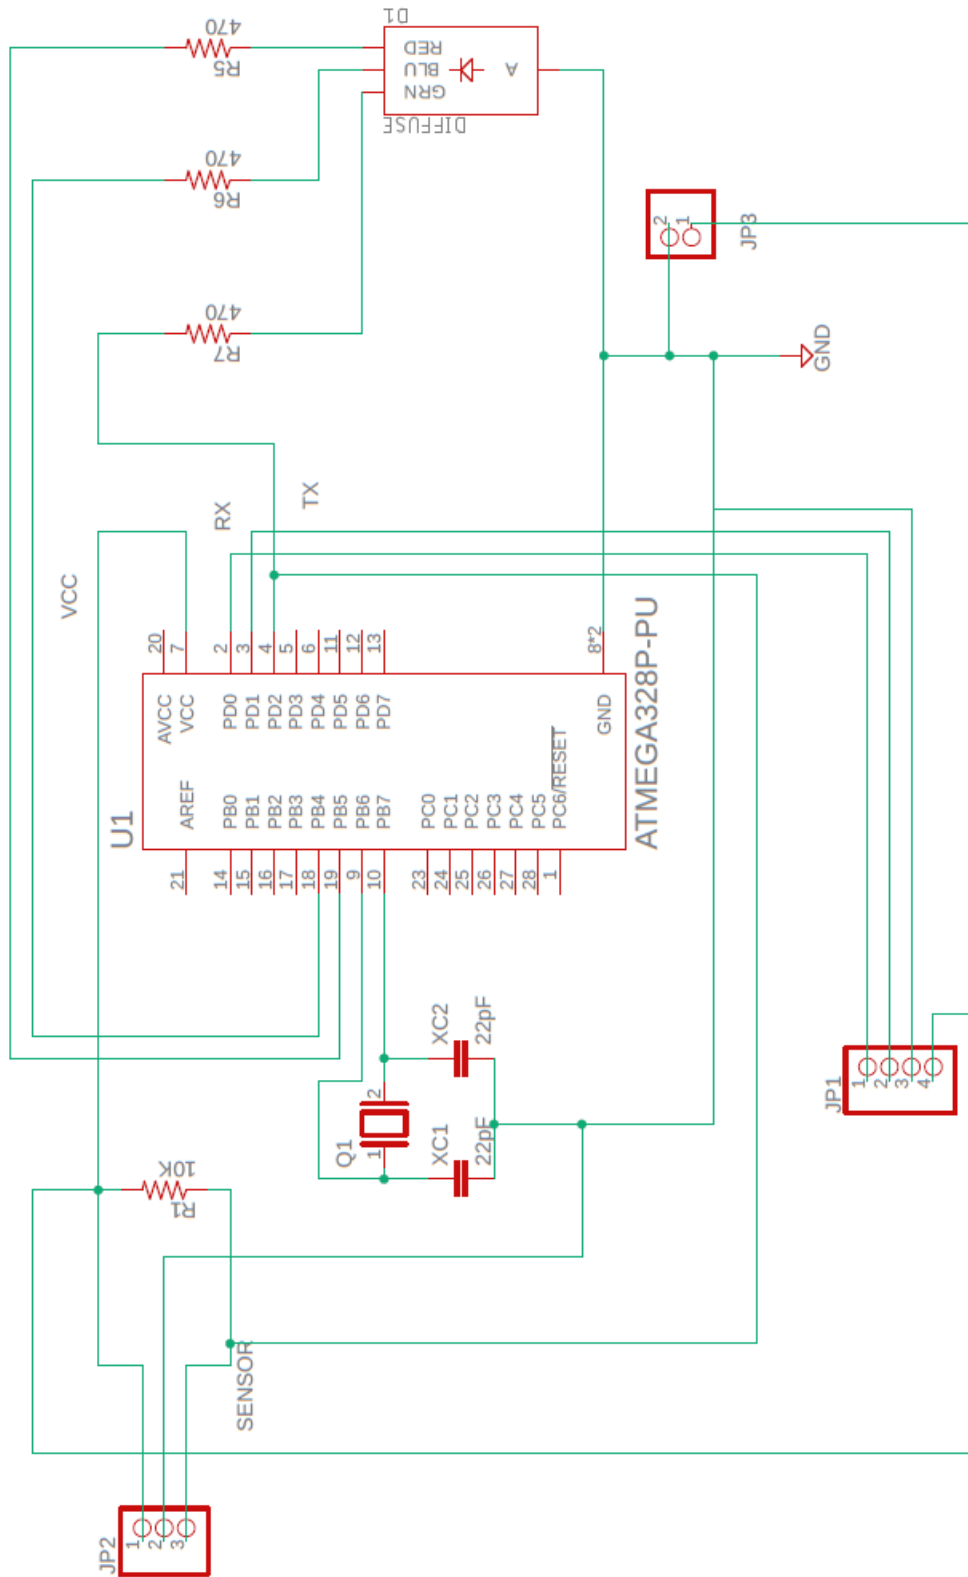 D1
470
R5
RED
BLU
GRN
A
DIFFUSE
470
R6
2
1
JP3
470
R7
GND
TX
RX
VCC
20
7
2
3
4
5
6
11
12
13
8*2
AVCC
VCC
PD0
PD1
PD2
PD3
PD4
PD5
PD6
PD7
GND
ATMEGA328P-PU
U1
AREF
PB0
PB1
PB2
PB3
PB4
PB5
PB6
PB7
PC0
PC1
PC2
PC3
PC4
PC5
PC6/RESET
21
14
15
16
17
18
19
9
10
23
24
25
26
27
28
1
XC2
22pF
2
Q1
1
XC1
22pF
JP1
1
2
3
4
10K
R1
SENSOR
JP2
1
2
3